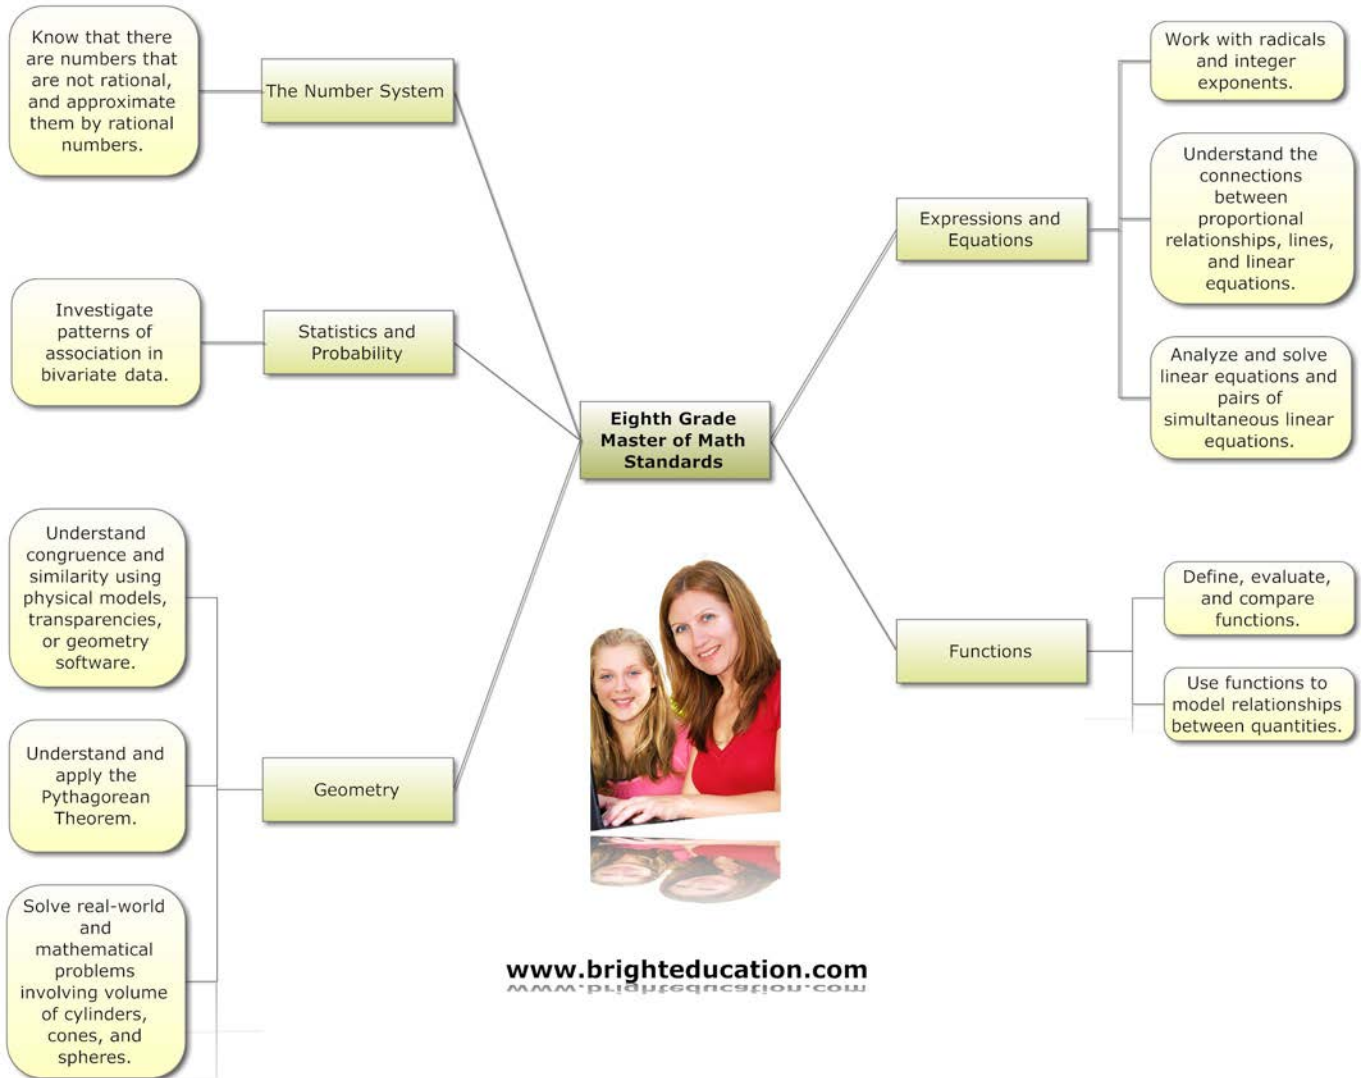 Know that there
are numbers that
are not rational,
and approximate
them by rational
numbers.
The Number System
Investigate
patterns of
association in
bivariate data.
Statistics and
Probability
Understand
congruence and
similarity using
physical models,
transparencies,
or geometry
software.
Understand and
apply the
Pythagorean
Theorem.
Solve real-world
and
mathematical
problems
involving volume
of cylinders,
cones, and
spheres.
Geometry
Eighth Grade
Master of Math
Standards
www.brighteducation.com
Expressions and
Equations
Work with radicals
and integer
exponents.
Understand the
connections
between
proportional
relationships, lines,
and linear
equations.
Analyze and solve
linear equations and
pairs of
simultaneous linear
equations.
Functions
Define, evaluate,
and compare
functions.
Use functions to
model relationships
between quantities.